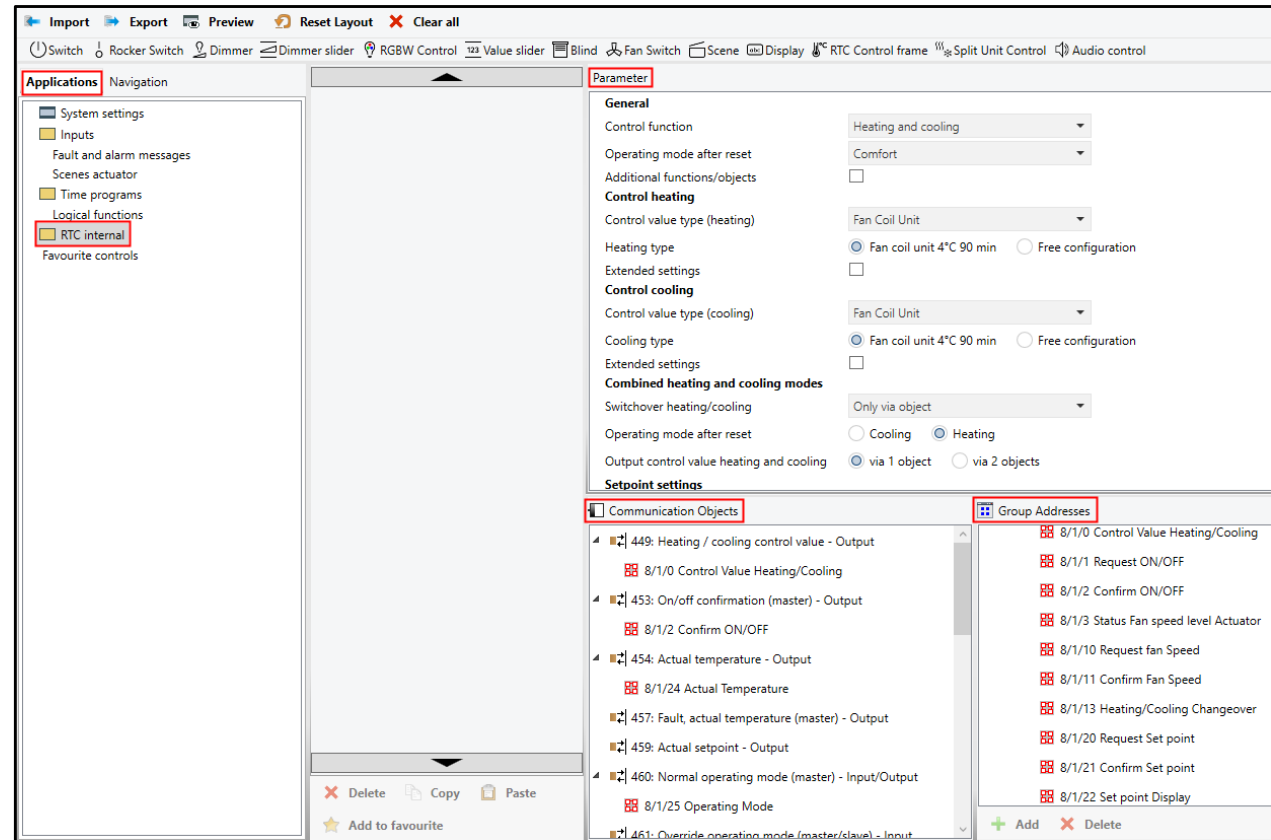 Import Export Preview Reset Layout Clear all
Switch Rocker Switch Dimmer Dimmer slider RGBW Control 123 Value slider Blind Fan Switch Scene abc Display °C RTC Control frame Split Unit Control Audio control
Applications Navigation
System settings
Inputs
Fault and alarm messages
Scenes actuator
Time programs
Logical functions
RTC internal
Favourite controls
Delete Copy Paste
Add to favourite
Parameter
General
Control function Heating and cooling
Operating mode after reset Comfort
Additional functions/objects
Control heating
Control value type (heating) Fan Coil Unit
Heating type Fan coil unit 4°C 90 min Free configuration
Extended settings
Control cooling
Control value type (cooling) Fan Coil Unit
Cooling type Fan coil unit 4°C 90 min Free configuration
Extended settings
Combined heating and cooling modes
Switchover heating/cooling Only via object
Operating mode after reset Cooling Heating
Output control value heating and cooling via 1 object via 2 objects
Setpoint settings
Communication Objects
449: Heating / cooling control value - Output
8/1/0 Control Value Heating/Cooling
453: On/off confirmation (master) - Output
8/1/2 Confirm ON/OFF
454: Actual temperature - Output
8/1/24 Actual Temperature
457: Fault, actual temperature (master) - Output
459: Actual setpoint - Output
460: Normal operating mode (master) - Input/Output
8/1/25 Operating Mode
461: Override operating mode (master/slave) - Input
Group Addresses
8/1/0 Control Value Heating/Cooling
8/1/1 Request ON/OFF
8/1/2 Confirm ON/OFF
8/1/3 Status Fan speed level Actuator
8/1/10 Request fan Speed
8/1/11 Confirm Fan Speed
8/1/13 Heating/Cooling Changeover
8/1/20 Request Set point
8/1/21 Confirm Set point
8/1/22 Set point Display
Add Delete